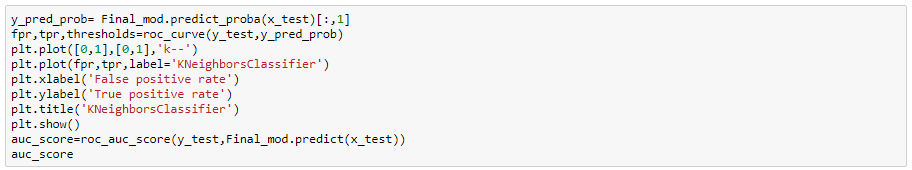 y_pred_prob= Final_mod.predict_proba(x_test)[:,1]
fpr,tpr,thresholds=roc_curve(y_test,y_pred_prob)
plt.plot([0,1],[0,1],'k--')
plt.plot(fpr,tpr,label='KNeighborsClassifier')
plt.xlabel('False positive rate')
plt.ylabel('True positive rate')
plt.title('KNeighborsClassifier')
plt.show()
auc_score=roc_auc_score(y_test,Final_mod.predict(x_test))
auc_score